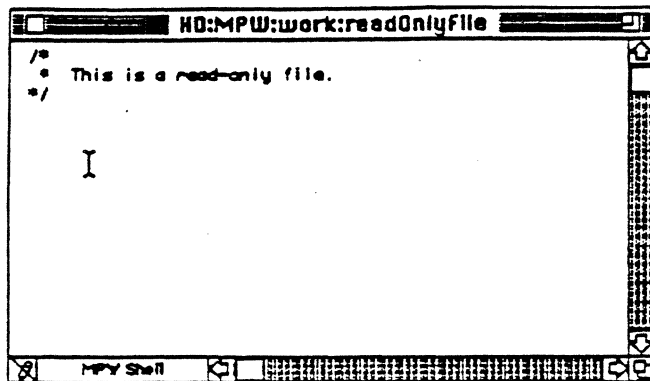 HD:MPW:work:readOnlyFile
/*
* This is a read-only file.
*/
MPW Shell